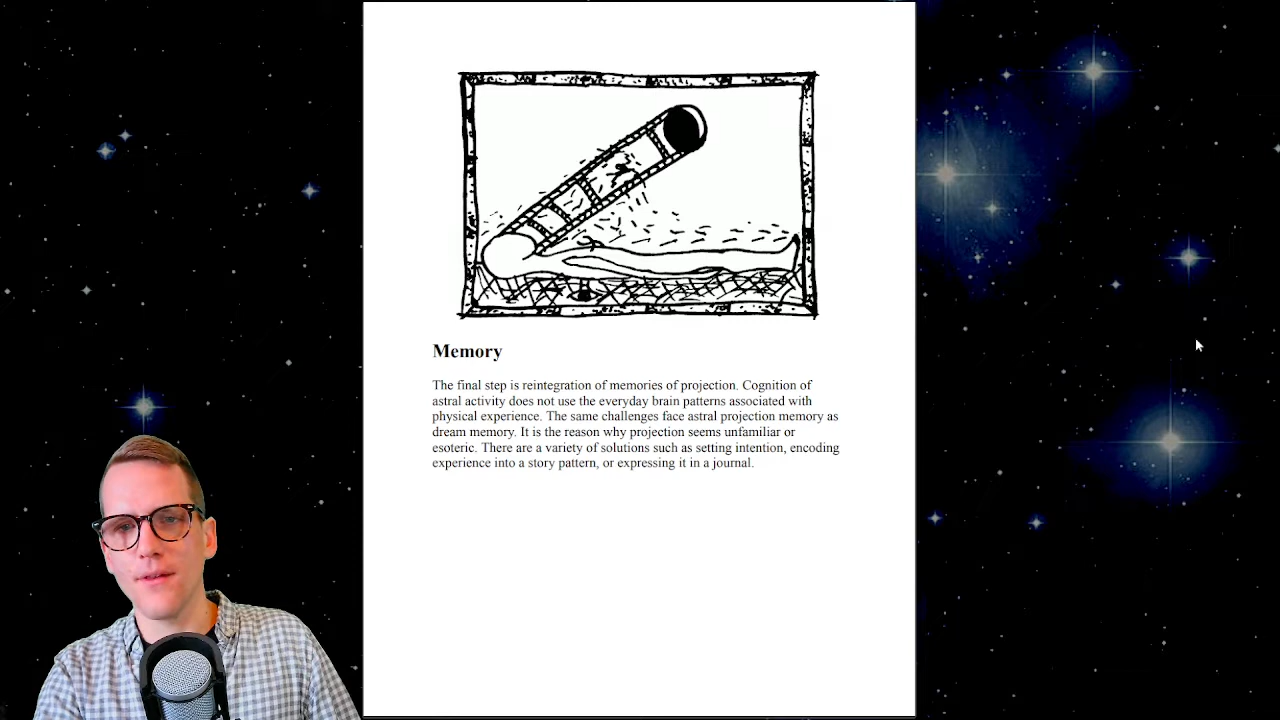 Memory
The final step is reintegration of memories of projection. Cognition of
astral activity does not use the everyday brain patterns associated with
physical experience. The same challenges face astral projection memory as
dream memory. It is the reason why projection seems unfamiliar or
esoteric. There are a variety of solutions such as setting intention, encoding
experience into a story pattern, or expressing it in a journal.